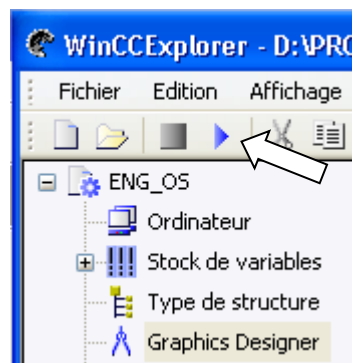 WinCCExplorer - D:\PRO
Fichier Edition Affichage
ENG_OS
Ordinateur
Stock de variables
Type de structure
Graphics Designer